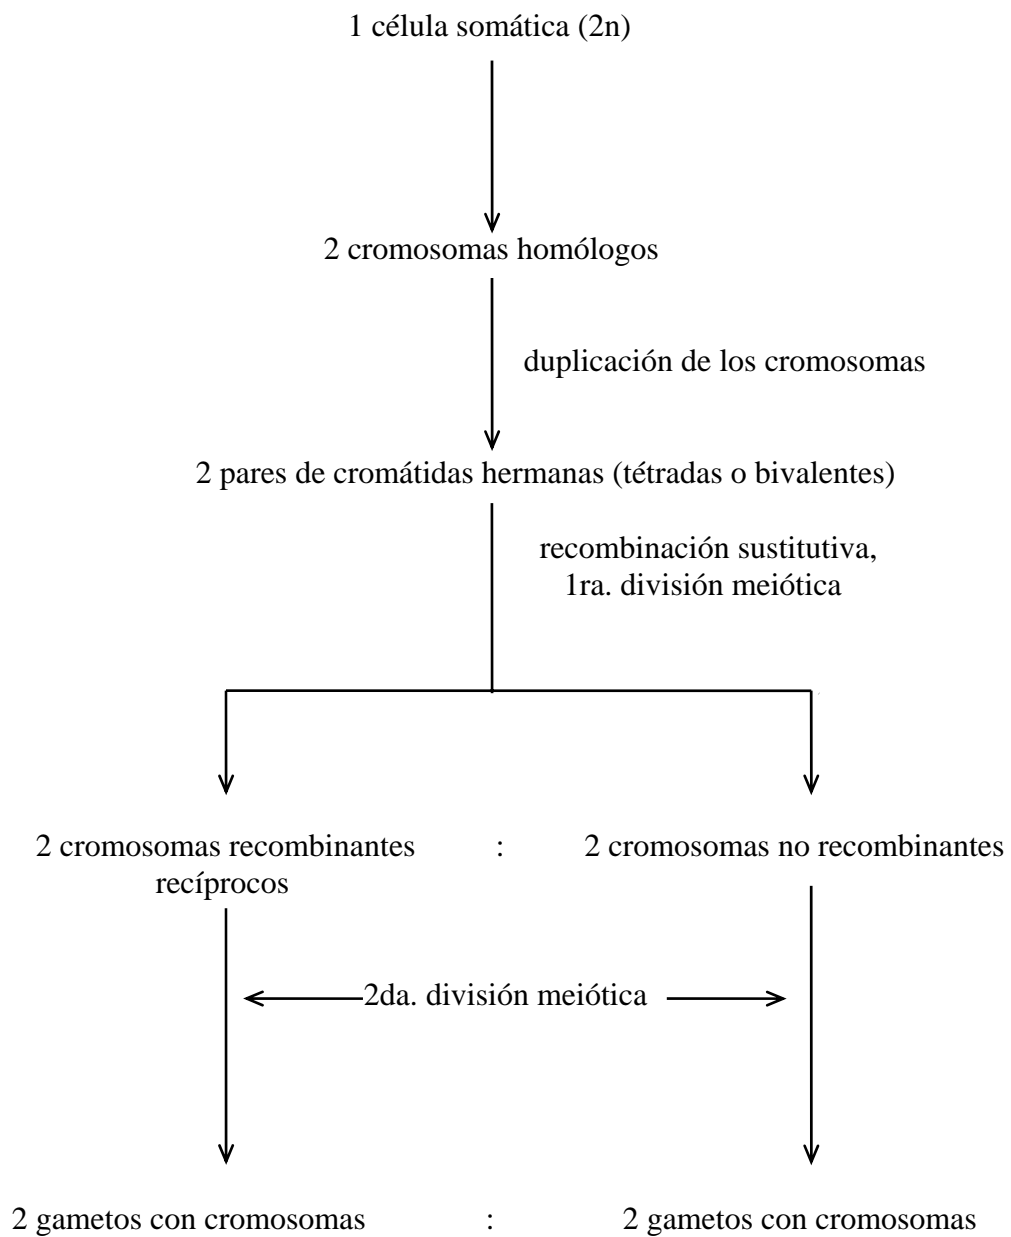 1 célula somática (2n)
2 cromosomas homólogos
duplicación de los cromosomas
2 pares de cromátidas hermanas (tétradas o bivalentes)
recombinación sustitutiva,
1ra. división meiótica
2 cromosomas recombinantes : 2 cromosomas no recombinantes
recíprocos
2da. división meiótica
2 gametos con cromosomas : 2 gametos con cromosomas